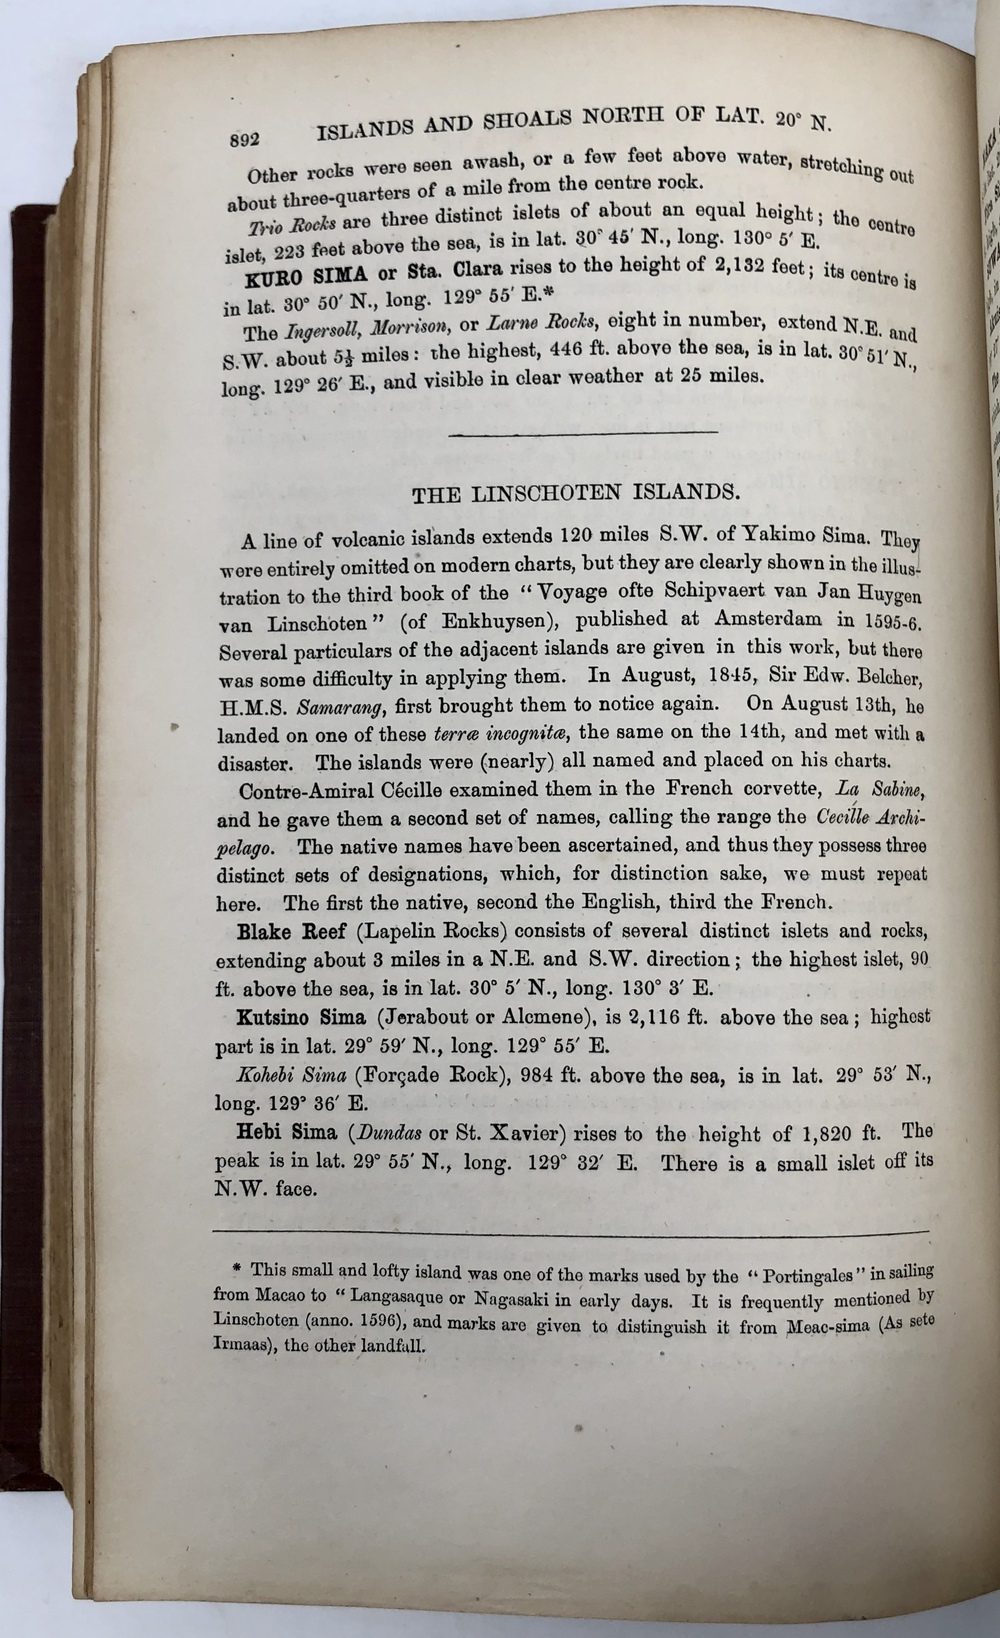 892 ISLANDS AND SHOALS NORTH OF LAT. 20° N.
Other rocks were seen awash, or a few feet above water, stretching out
about three-quarters of a mile from the centre rock.
Trio Rocks are three distinct islets of about an equal height; the centre
islet, 223 feet above the sea, is in lat. 30° 45′ N., long. 130° 5′ E.
KURO SIMA or Sta. Clara rises to the height of 2,132 feet; its centre is
in lat. 30° 50′ N., long. 129° 55′ E.*
The Ingersoll, Morrison, or Larne Rocks, eight in number, extend N.E. and
S.W. about 5½ miles: the highest, 446 ft. above the sea, is in lat. 30° 51′ N.,
long. 129° 26′ E., and visible in clear weather at 25 miles.
THE LINSCHOTEN ISLANDS.
A line of volcanic islands extends 120 miles S.W. of Yakimo Sima. They
were entirely omitted on modern charts, but they are clearly shown in the illus-
tration to the third book of the "Voyage ofte Schipvaert van Jan Huygen
van Linschoten" (of Enkhuysen), published at Amsterdam in 1595-6.
Several particulars of the adjacent islands are given in this work, but there
was some difficulty in applying them. In August, 1845, Sir Edw. Belcher,
H.M.S. Samarang, first brought them to notice again. On August 13th, he
landed on one of these terræ incognitæ, the same on the 14th, and met with a
disaster. The islands were (nearly) all named and placed on his charts.
Contre-Amiral Cécille examined them in the French corvette, La Sabine,
and he gave them a second set of names, calling the range the Cécille Archi-
pelago. The native names have been ascertained, and thus they possess three
distinct sets of designations, which, for distinction sake, we must repeat
here. The first the native, second the English, third the French.
Blake Reef (Lapelin Rocks) consists of several distinct islets and rocks,
extending about 3 miles in a N.E. and S.W. direction; the highest islet, 90
ft. above the sea, is in lat. 30° 5′ N., long. 130° 3′ E.
Kutsino Sima (Jerabout or Alcmene), is 2,116 ft. above the sea; highest
part is in lat. 29° 59′ N., long. 129° 55′ E.
Kohebi Sima (Forçade Rock), 984 ft. above the sea, is in lat. 29° 53′ N.,
long. 129° 36′ E.
Hebi Sima (Dundas or St. Xavier) rises to the height of 1,820 ft. The
peak is in lat. 29° 55′ N., long. 129° 32′ E. There is a small islet off its
N.W. face.
* This small and lofty island was one of the marks used by the "Portingales" in sailing
from Macao to "Langasaque or Nagasaki in early days. It is frequently mentioned by
Linschoten (anno. 1596), and marks are given to distinguish it from Meac-sima (As sete
Irmaas), the other landfall.